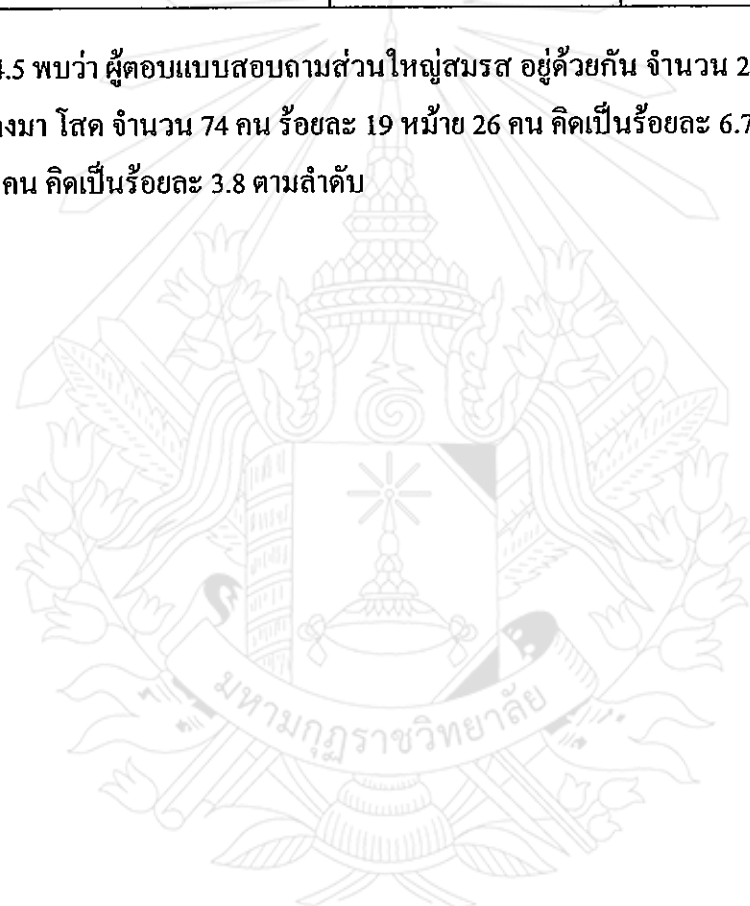 4.5 พบว่า ผู้ตอบแบบสอบถามส่วนใหญ่สมรส อยู่ด้วยกัน จำนวน 2
งมา โสด จำนวน 74 คน ร้อยละ 19 หม้าย 26 คน คิดเป็นร้อยละ 6.7
คน คิดเป็นร้อยละ 3.8 ตามลำดับ
มหามกุฏราชวิทยาลัย